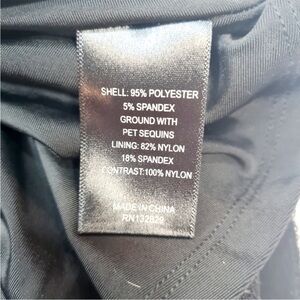 SHELL: 95% POLYESTER
5% SPANDEX
GROUND WITH
PET SEQUINS
LINING: 82% NYLON
18% SPANDEX
CONTRAST:100% NYLON
MADE IN CHINA
RN132929